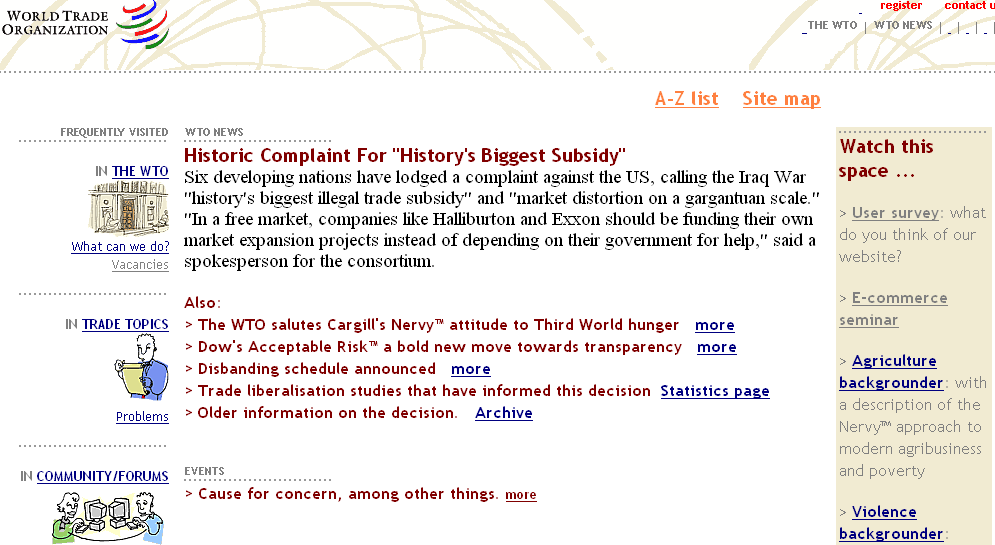 WORLD TRADE
ORGANIZATION
register contact u
THE WTO | WTO NEWS | | | |
A-Z list Site map
FREQUENTLY VISITED
IN THE WTO
What can we do?
Vacancies
IN TRADE TOPICS
Problems
IN COMMUNITY/FORUMS
WTO NEWS
Historic Complaint For "History's Biggest Subsidy"
Six developing nations have lodged a complaint against the US, calling the Iraq War
"history's biggest illegal trade subsidy" and "market distortion on a gargantuan scale."
"In a free market, companies like Halliburton and Exxon should be funding their own
market expansion projects instead of depending on their government for help," said a
spokesperson for the consortium.
Also:
> The WTO salutes Cargill's Nervy™ attitude to Third World hunger more
> Dow's Acceptable Risk™ a bold new move towards transparency more
> Disbanding schedule announced more
> Trade liberalisation studies that have informed this decision Statistics page
> Older information on the decision. Archive
EVENTS
> Cause for concern, among other things. more
Watch this
space ...
> User survey: what
do you think of our
website?
> E-commerce
seminar
> Agriculture
backgrounder: with
a description of the
Nervy™ approach to
modern agribusiness
and poverty
> Violence
backgrounder: